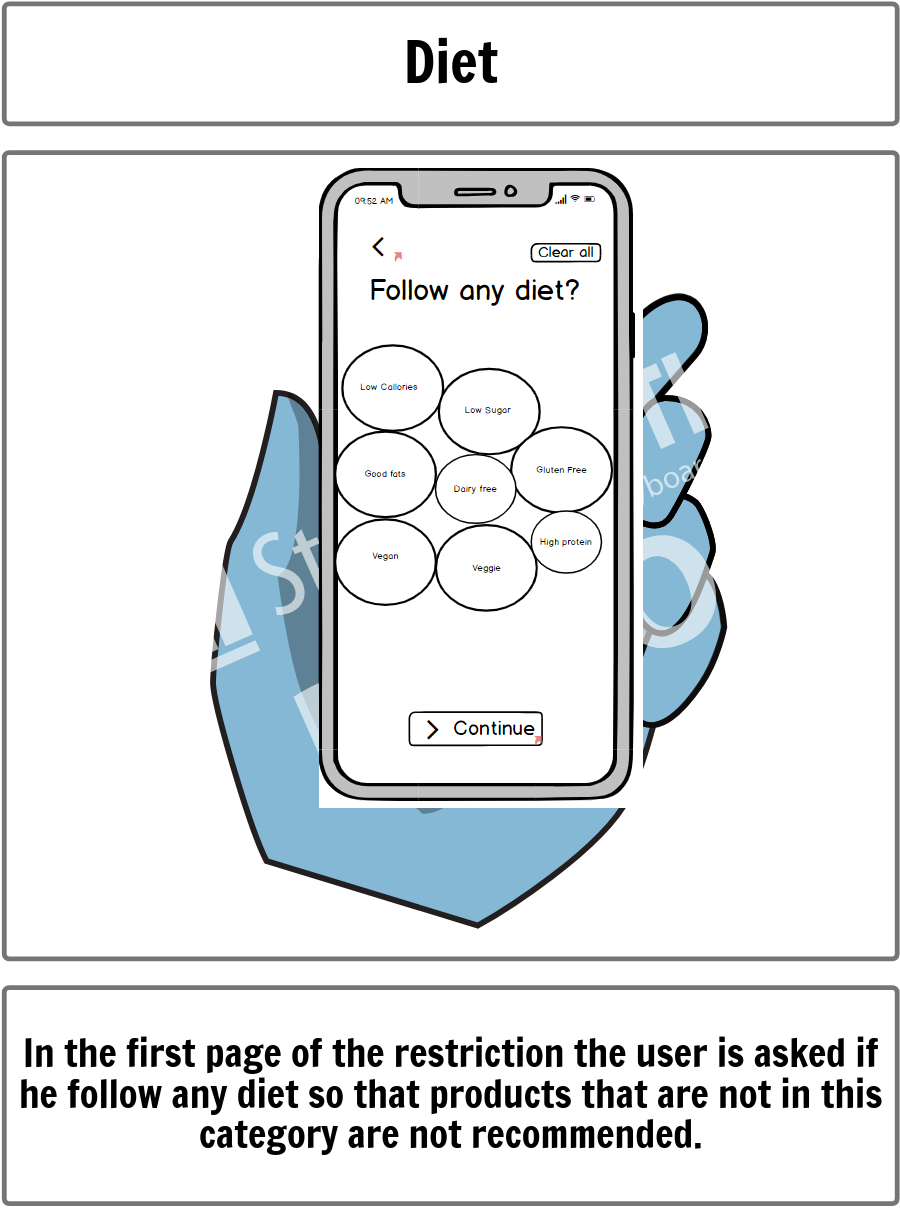 Diet
09:52 AM
Clear all
Follow any diet?
Low Callories
Low Sugar
Good fats
Dairy free
Gluten Free
Vegan
Veggie
High protein
Continue
In the first page of the restriction the user is asked if
he follow any diet so that products that are not in this
category are not recommended.